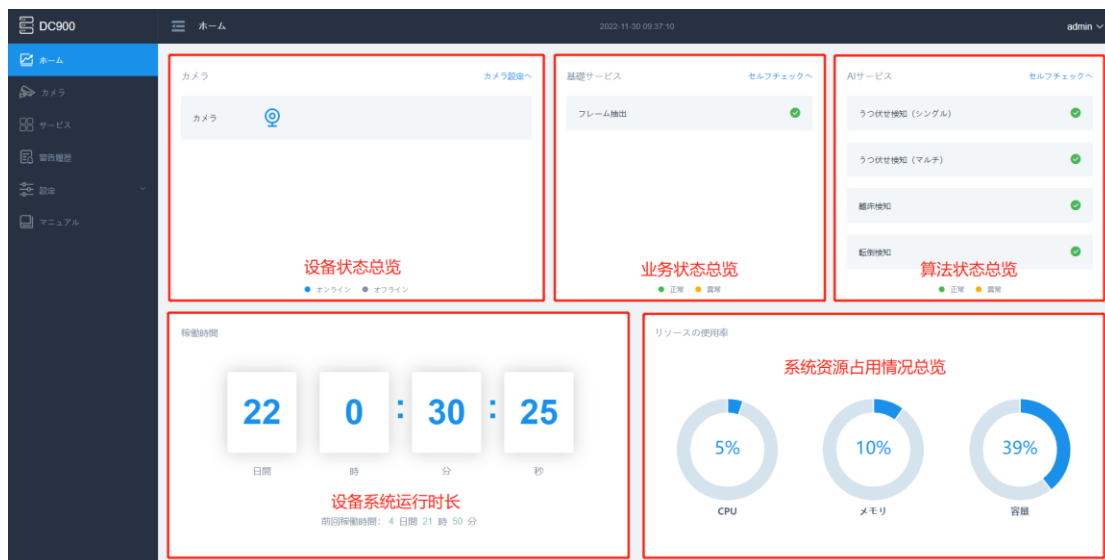 DC900
ホーム
2022-11-30 09:37:10
admin
ホーム
カメラ
サービス
警告履歴
設定
マニュアル
カメラ
カメラ設定へ
カメラ
设备状态总览
オンライン オフライン
基礎サービス
セルフチェックへ
フレーム抽出
业务状态总览
正常 異常
AIサービス
セルフチェックへ
うつ伏せ検知（シングル）
うつ伏せ検知（マルチ）
離床検知
転倒検知
算法状态总览
正常 異常
稼働時間
22 0 : 30 : 25
日間 時 分 秒
设备系统运行时长
前回稼働時間: 4 日間 21 時 50 分
リソースの使用率
系统资源占用情况总览
5% 10% 39%
CPU メモリ 容量